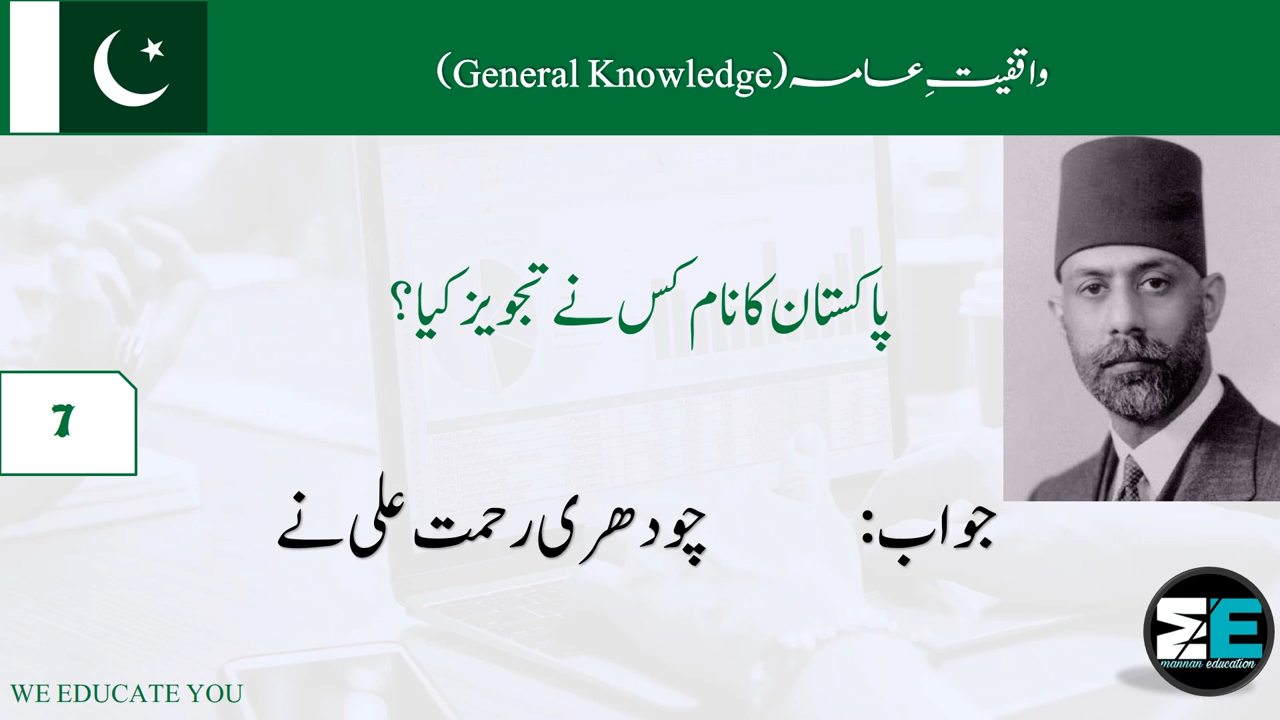 واقفیتِ عامہ (General Knowledge)
پاکستان کا نام کس نے تجویز کیا؟
7
جواب: چودھری رحمت علی نے
mannan education
WE EDUCATE YOU